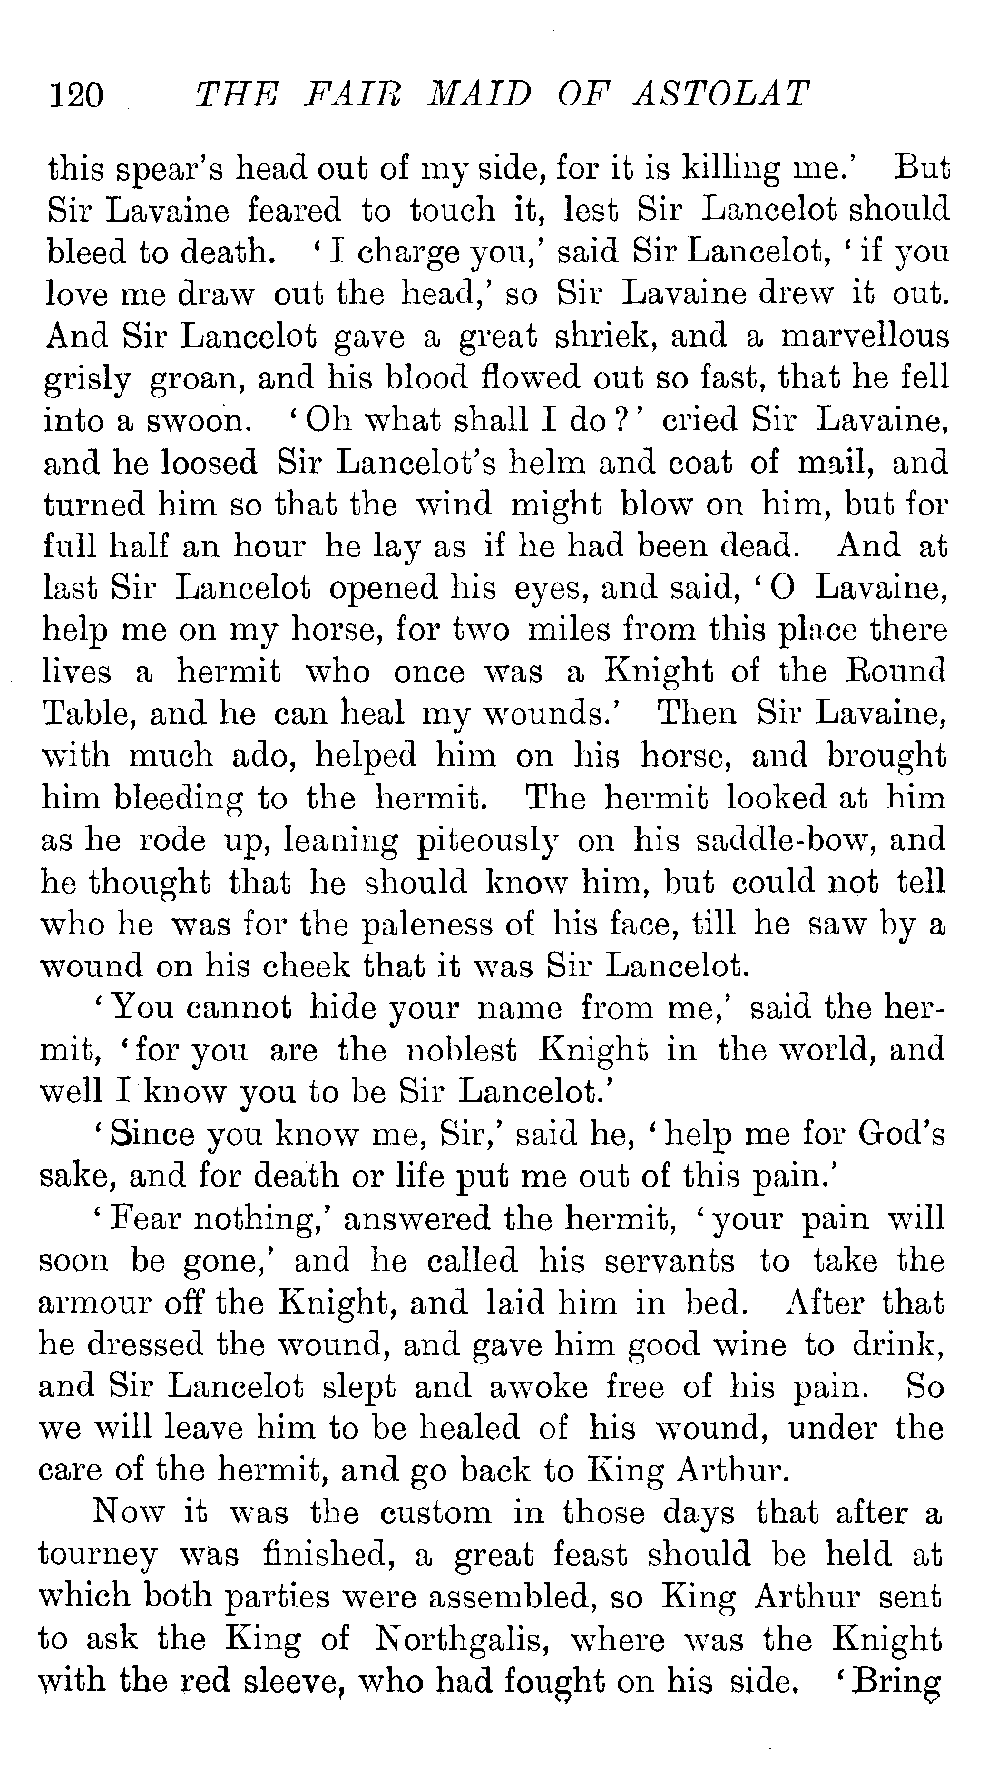 120 THE FAIR MAID OF ASTOLAT
this spear's head out of my side, for it is killing me.' But
Sir Lavaine feared to touch it, lest Sir Lancelot should
bleed to death. 'I charge you,' said Sir Lancelot, 'if you
love me draw out the head,' so Sir Lavaine drew it out.
And Sir Lancelot gave a great shriek, and a marvellous
grisly groan, and his blood flowed out so fast, that he fell
into a swoon. 'Oh what shall I do?' cried Sir Lavaine,
and he loosed Sir Lancelot's helm and coat of mail, and
turned him so that the wind might blow on him, but for
full half an hour he lay as if he had been dead. And at
last Sir Lancelot opened his eyes, and said, 'O Lavaine,
help me on my horse, for two miles from this place there
lives a hermit who once was a Knight of the Round
Table, and he can heal my wounds.' Then Sir Lavaine,
with much ado, helped him on his horse, and brought
him bleeding to the hermit. The hermit looked at him
as he rode up, leaning piteously on his saddle-bow, and
he thought that he should know him, but could not tell
who he was for the paleness of his face, till he saw by a
wound on his cheek that it was Sir Lancelot.
'You cannot hide your name from me,' said the her-
mit, 'for you are the noblest Knight in the world, and
well I know you to be Sir Lancelot.'
'Since you know me, Sir,' said he, 'help me for God's
sake, and for death or life put me out of this pain.'
'Fear nothing,' answered the hermit, 'your pain will
soon be gone,' and he called his servants to take the
armour off the Knight, and laid him in bed. After that
he dressed the wound, and gave him good wine to drink,
and Sir Lancelot slept and awoke free of his pain. So
we will leave him to be healed of his wound, under the
care of the hermit, and go back to King Arthur.
Now it was the custom in those days that after a
tourney was finished, a great feast should be held at
which both parties were assembled, so King Arthur sent
to ask the King of Northgalis, where was the Knight
with the red sleeve, who had fought on his side. 'Bring